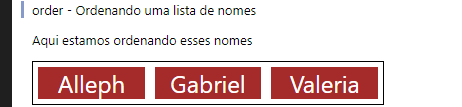 order - Ordenando uma lista de nomes
Aqui estamos ordenando esses nomes
Alleph Gabriel Valeria